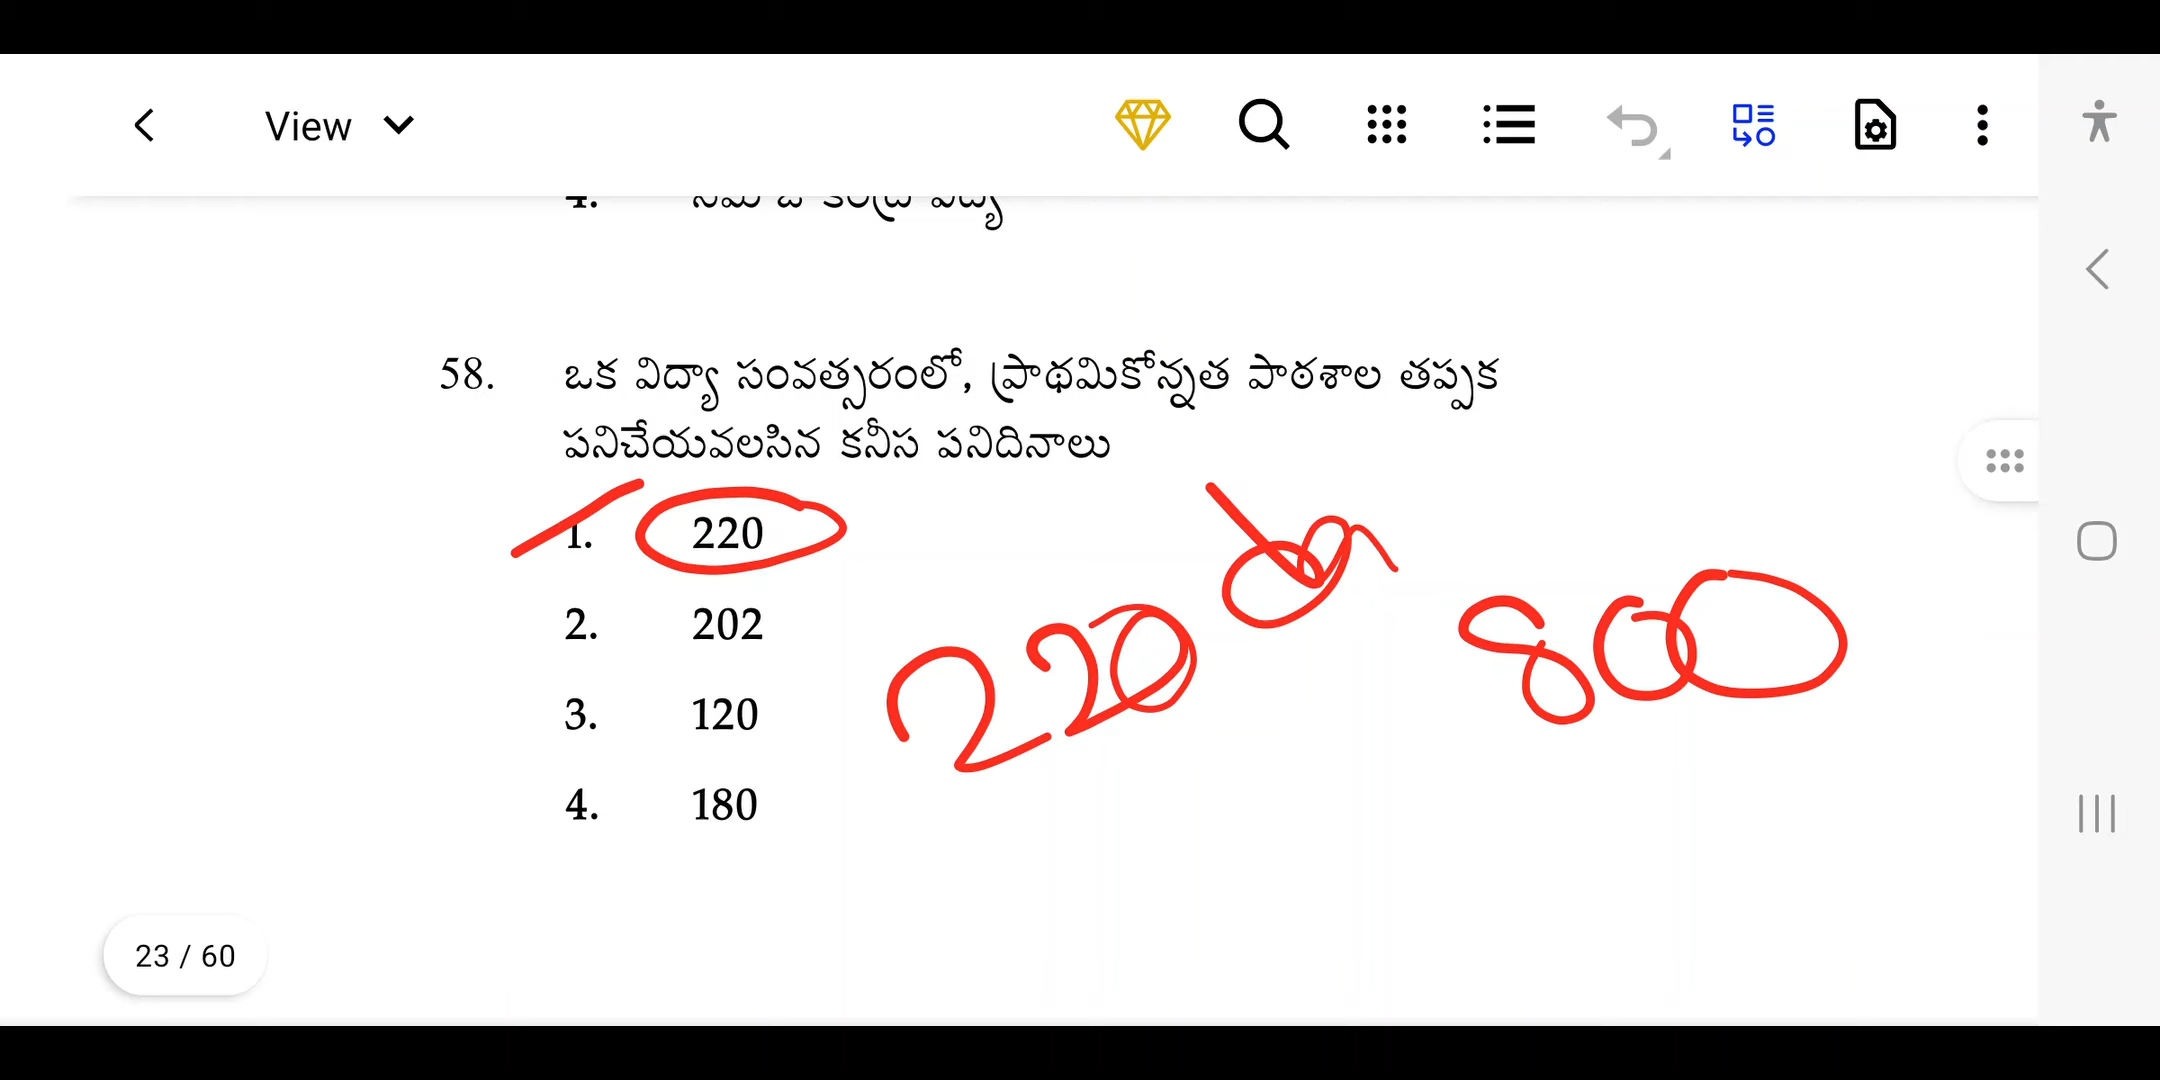 View
58. ఒక విద్యా సంవత్సరంలో, ప్రాథమికోన్నత పాఠశాల తప్పక
పనిచేయవలసిన కనీస పనిదినాలు
1. 220
2. 202
3. 120
4. 180
220
800
23 / 60